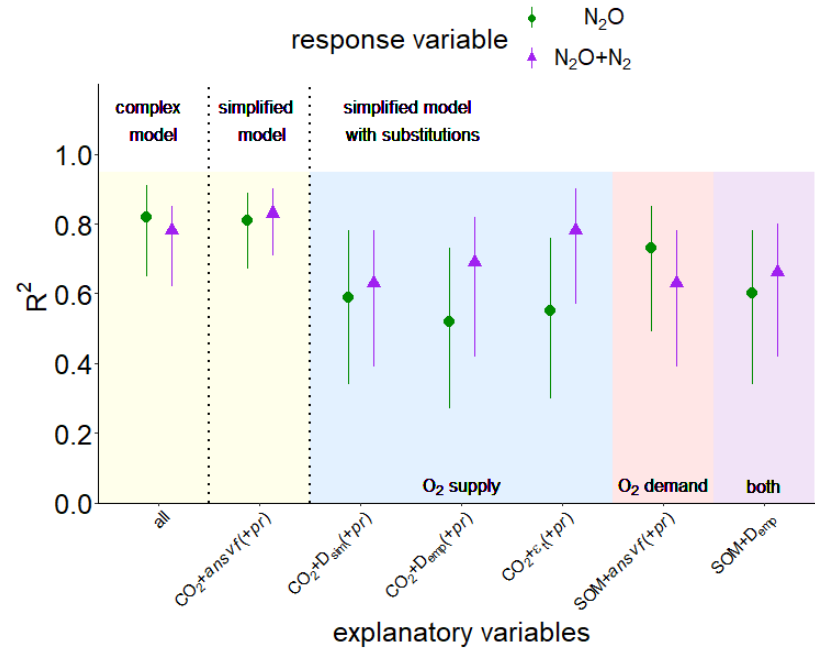 response variable
N₂O
N₂O+N₂
complex model
simplified model
simplified model with substitutions
1.0
0.8
0.6
0.4
0.2
0.0
R²
O₂ supply
O₂ demand
both
all
CO₂+ansvf(+pr)
CO₂+Dsim(+pr)
CO₂+Demp(+pr)
CO₂+εt(+pr)
SOM+ansvf(+pr)
SOM+Demp
explanatory variables